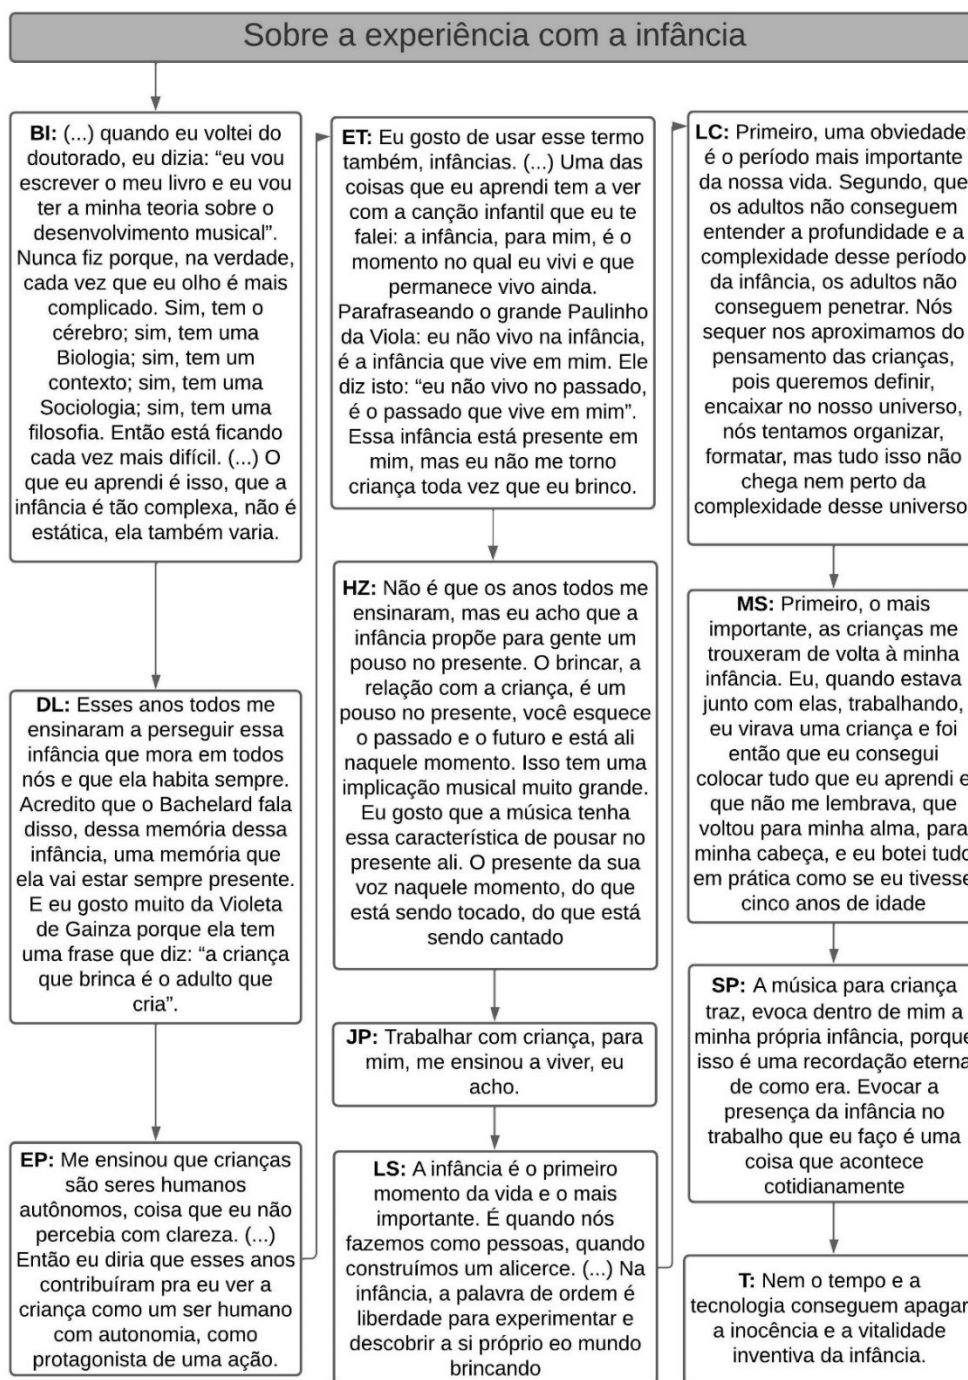 Sobre a experiência com a infância
BI: (...) quando eu voltei do
doutorado, eu dizia: “eu vou
escrever o meu livro e eu vou
ter a minha teoria sobre o
desenvolvimento musical”.
Nunca fiz porque, na verdade,
cada vez que eu olho é mais
complicado. Sim, tem o
cérebro; sim, tem uma
Biologia; sim, tem um
contexto; sim, tem uma
Sociologia; sim, tem uma
filosofia. Então está ficando
cada vez mais difícil. (...) O
que eu aprendi é isso, que a
infância é tão complexa, não é
estática, ela também varia.
DL: Esses anos todos me
ensinaram a perseguir essa
infância que mora em todos
nós e que ela habita sempre.
Acredito que o Bachelard fala
disso, dessa memória dessa
infância, uma memória que
ela vai estar sempre presente.
E eu gosto muito da Violeta
de Gainza porque ela tem
uma frase que diz: “a criança
que brinca é o adulto que
cria”.
EP: Me ensinou que crianças
são seres humanos
autônomos, coisa que eu não
percebia com clareza. (...)
Então eu diria que esses anos
contribuíram pra eu ver a
criança como um ser humano
com autonomia, como
protagonista de uma ação.
ET: Eu gosto de usar esse termo
também, infâncias. (...) Uma das
coisas que eu aprendi tem a ver
com a canção infantil que eu te
falei: a infância, para mim, é o
momento no qual eu vivi e que
permanece vivo ainda.
Parafraseando o grande Paulinho
da Viola: eu não vivo na infância,
é a infância que vive em mim. Ele
diz isto: “eu não vivo no passado,
é o passado que vive em mim”.
Essa infância está presente em
mim, mas eu não me torno
criança toda vez que eu brinco.
HZ: Não é que os anos todos me
ensinaram, mas eu acho que a
infância propõe para gente um
pouso no presente. O brincar, a
relação com a criança, é um
pouso no presente, você esquece
o passado e o futuro e está ali
naquele momento. Isso tem uma
implicação musical muito grande.
Eu gosto que a música tenha
essa característica de pousar no
presente ali. O presente da sua
voz naquele momento, do que
está sendo tocado, do que está
sendo cantado
JP: Trabalhar com criança, para
mim, me ensinou a viver, eu
acho.
LS: A infância é o primeiro
momento da vida e o mais
importante. É quando nós
fazemos como pessoas, quando
construímos um alicerce. (...) Na
infância, a palavra de ordem é
liberdade para experimentar e
descobrir a si próprio eo mundo
brincando
LC: Primeiro, uma obviedade:
é o período mais importante
da nossa vida. Segundo, que
os adultos não conseguem
entender a profundidade e a
complexidade desse período
da infância, os adultos não
conseguem penetrar. Nós
sequer nos aproximamos do
pensamento das crianças,
pois queremos definir,
encaixar no nosso universo,
nós tentamos organizar,
formatar, mas tudo isso não
chega nem perto da
complexidade desse universo
MS: Primeiro, o mais
importante, as crianças me
trouxeram de volta à minha
infância. Eu, quando estava
junto com elas, trabalhando,
eu virava uma criança e foi
então que eu consegui
colocar tudo que eu aprendi e
que não me lembrava, que
voltou para minha alma, para
minha cabeça, e eu botei tudo
em prática como se eu tivesse
cinco anos de idade
SP: A música para criança
traz, evoca dentro de mim a
minha própria infância, porque
isso é uma recordação eterna
de como era. Evocar a
presença da infância no
trabalho que eu faço é uma
coisa que acontece
cotidianamente
T: Nem o tempo e a
tecnologia conseguem apagar
a inocência e a vitalidade
inventiva da infância.